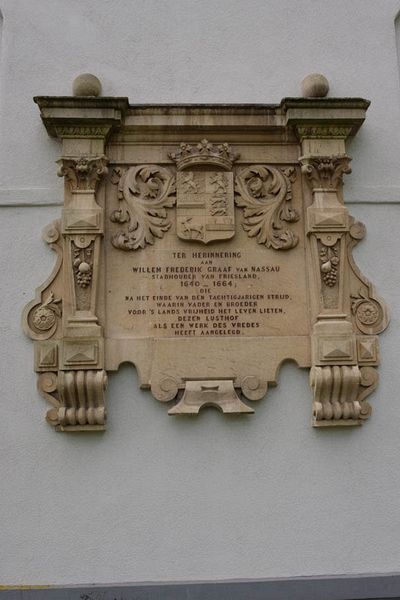 TER HERINNERING
AAN
WILLEM FREDERIK GRAAF VAN NASSAU
STADHOUDER VAN FRIESLAND,
1640 – 1664,
DIE
NA HET EINDE VAN DEN TACHTIGJARIGEN STRIJD,
WAARIN VADER EN BROEDER
VOOR 'S LANDS VRIJHEID HET LEVEN LIETEN,
DEZEN LUSTHOF
ALS EEN WERK DES VREDES
HEEFT AANGELEGD.